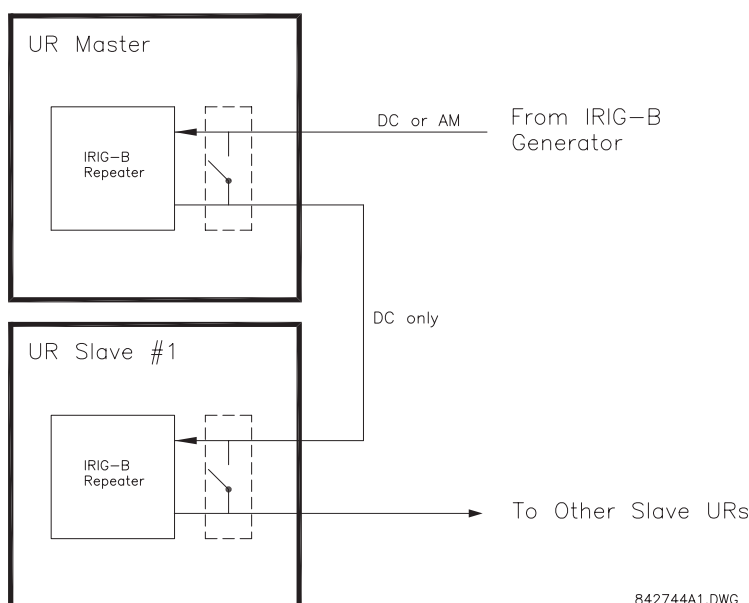 UR Master
IRIG-B
Repeater
DC or AM
From IRIG-B
Generator
DC only
UR Slave #1
IRIG-B
Repeater
To Other Slave URs
842744A1.DWG